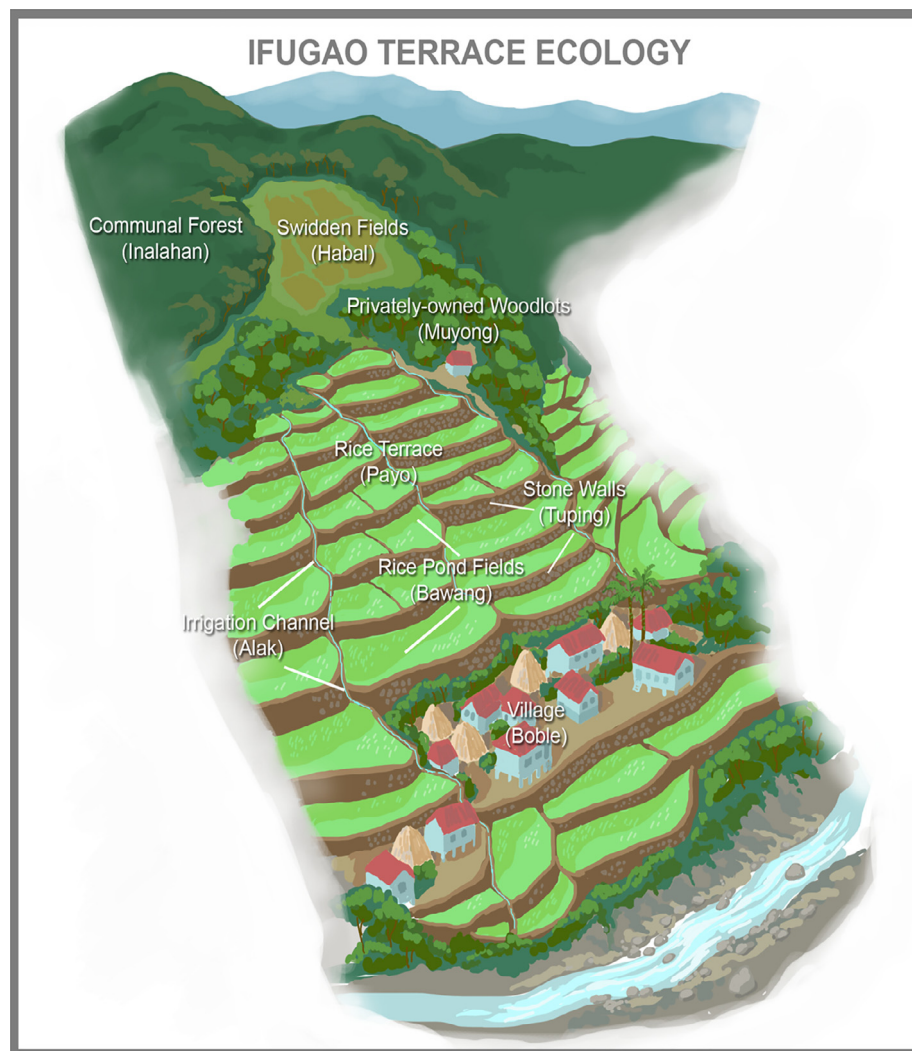 IFUGAO TERRACE ECOLOGY
Communal Forest
(Inalahan)
Swidden Fields
(Habal)
Privately-owned Woodlots
(Muyong)
Rice Terrace
(Payo)
Stone Walls
(Tuping)
Rice Pond Fields
(Bawang)
Irrigation Channel
(Alak)
Village
(Boble)